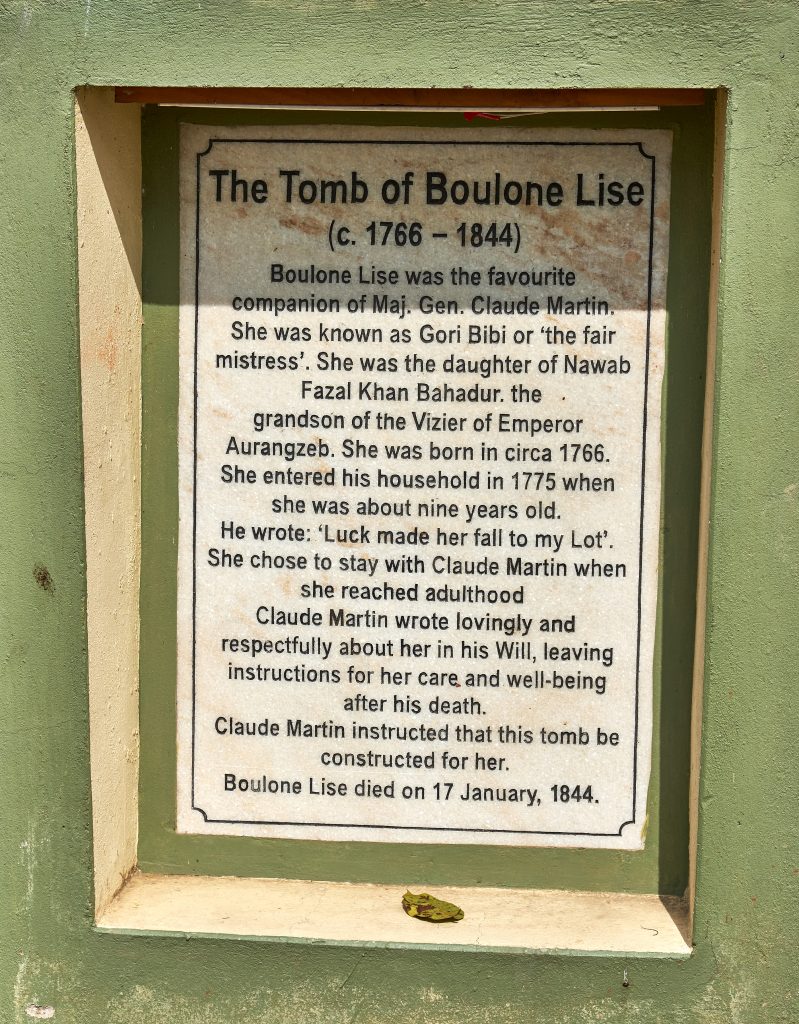 The Tomb of Boulone Lise
(c. 1766 – 1844)
Boulone Lise was the favourite
companion of Maj. Gen. Claude Martin.
She was known as Gori Bibi or ‘the fair
mistress’. She was the daughter of Nawab
Fazal Khan Bahadur. the
grandson of the Vizier of Emperor
Aurangzeb. She was born in circa 1766.
She entered his household in 1775 when
she was about nine years old.
He wrote: ‘Luck made her fall to my Lot’.
She chose to stay with Claude Martin when
she reached adulthood
Claude Martin wrote lovingly and
respectfully about her in his Will, leaving
instructions for her care and well-being
after his death.
Claude Martin instructed that this tomb be
constructed for her.
Boulone Lise died on 17 January, 1844.